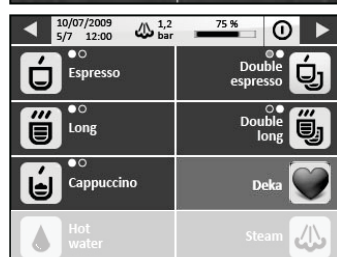 10/07/2009
5/7 12:00
1,2
bar
75 %
Espresso
Double
espresso
Long
Double
long
Cappuccino
Deka
Hot
water
Steam